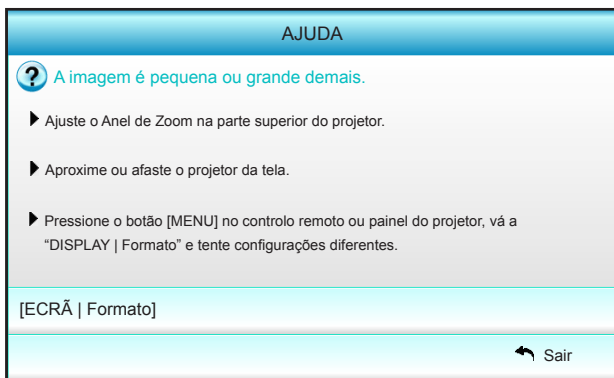 AJUDA
? A imagem é pequena ou grande demais.
Ajuste o Anel de Zoom na parte superior do projetor.
Aproxime ou afaste o projetor da tela.
Pressione o botão [MENU] no controlo remoto ou painel do projetor, vá a
“DISPLAY | Formato” e tente configurações diferentes.
[ECRÃ | Formato]
Sair